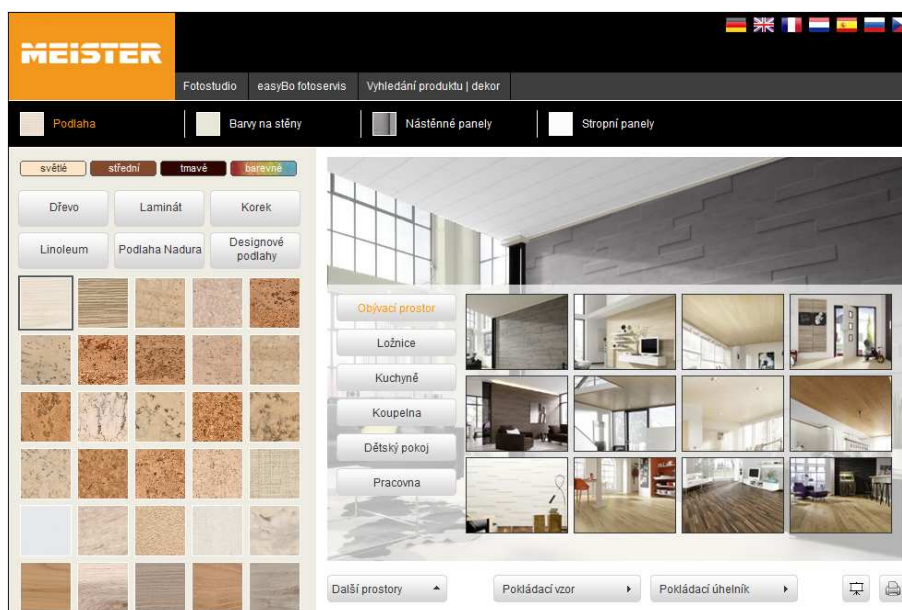 MEISTER
Fotostudio easyBo fotoservis Vyhledání produktu | dekor
Podlaha Barvy na stěny Nástěnné panely Stropní panely
světlé střední tmavé barevné
Dřevo Laminát Korek
Linoleum Podlaha Nadura Designové podlahy
Obývací prostor
Ložnice
Kuchyně
Koupelna
Dětský pokoj
Pracovna
Další prostory Pokládací vzor Pokládací úhelník